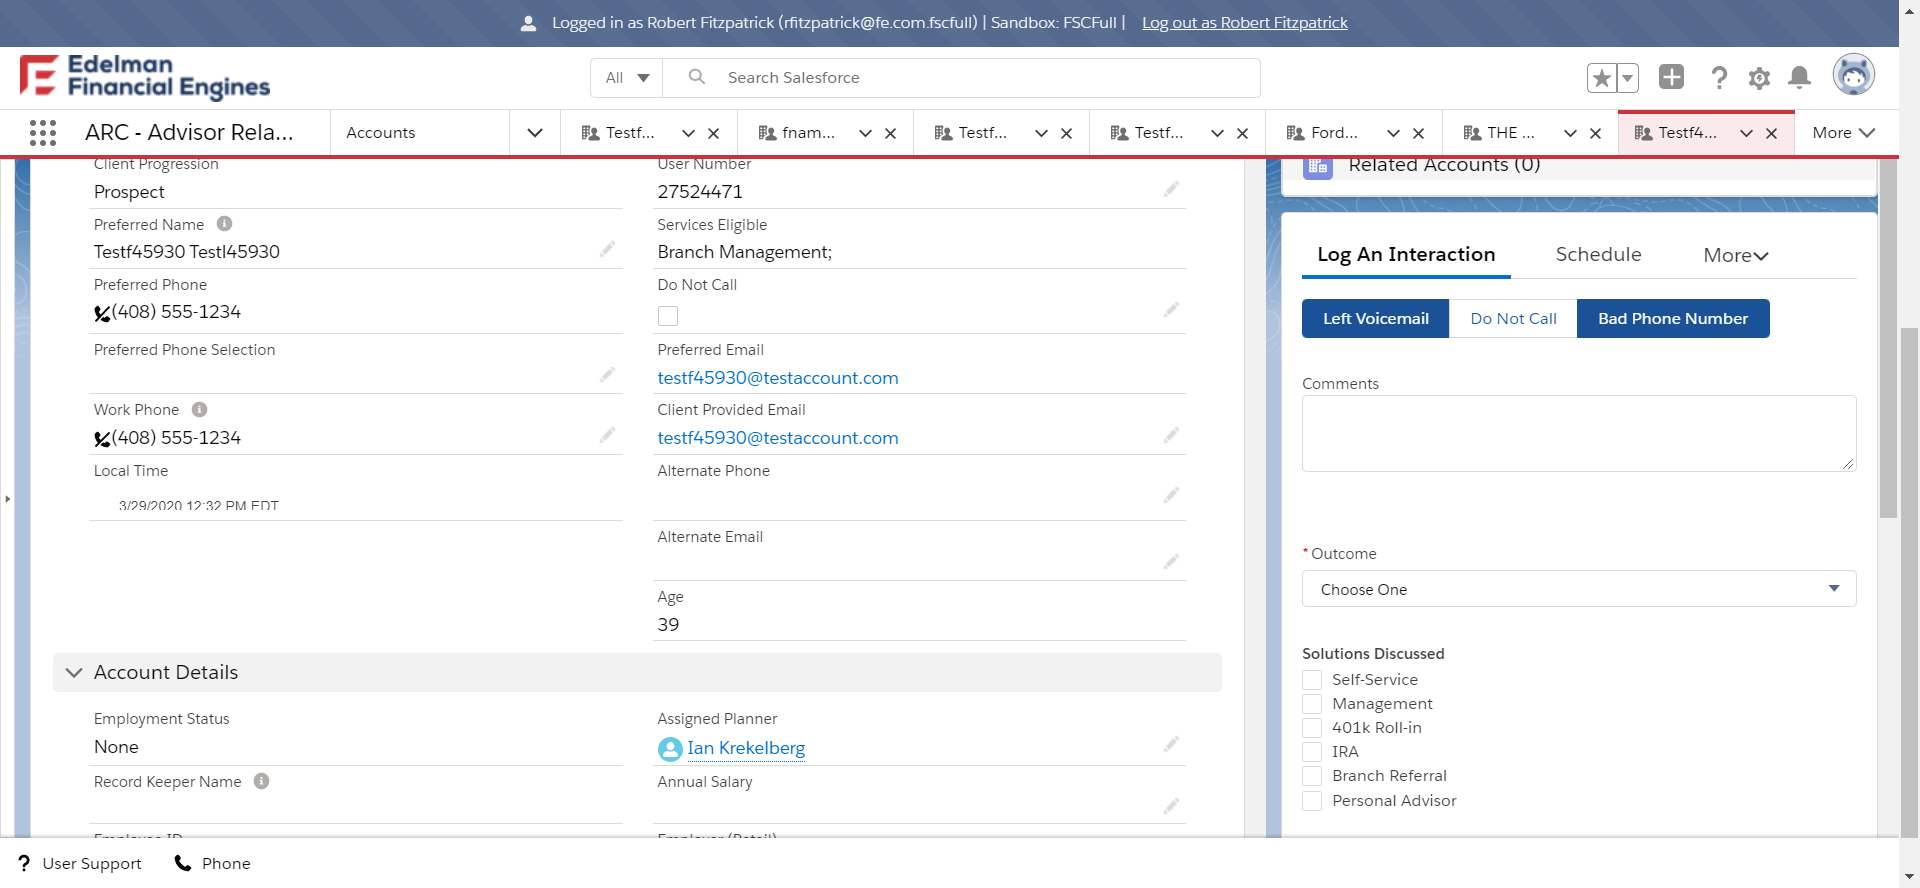 Logged in as Robert Fitzpatrick (rfitzpatrick@fe.com.fscfull) | Sandbox: FSCFull | Log out as Robert Fitzpatrick
Edelman
Financial Engines
All
Search Salesforce
ARC - Advisor Rela...
Accounts
Testf...
fnam...
Testf...
Testf...
Ford...
THE ...
Testf4...
More
Client Progression
Prospect
User Number
27524471
Preferred Name
Testf45930 Testl45930
Services Eligible
Branch Management;
Preferred Phone
(408) 555-1234
Do Not Call
Preferred Phone Selection
Preferred Email
testf45930@testaccount.com
Work Phone
(408) 555-1234
Client Provided Email
testf45930@testaccount.com
Local Time
3/29/2020 12:32 PM EDT
Alternate Phone
Alternate Email
Age
39
Account Details
Employment Status
None
Assigned Planner
Ian Krekelberg
Record Keeper Name
Annual Salary
Employee ID
Employer (Retail)
Related Accounts (0)
Log An Interaction
Schedule
More
Left Voicemail
Do Not Call
Bad Phone Number
Comments
* Outcome
Choose One
Solutions Discussed
Self-Service
Management
401k Roll-in
IRA
Branch Referral
Personal Advisor
? User Support
Phone